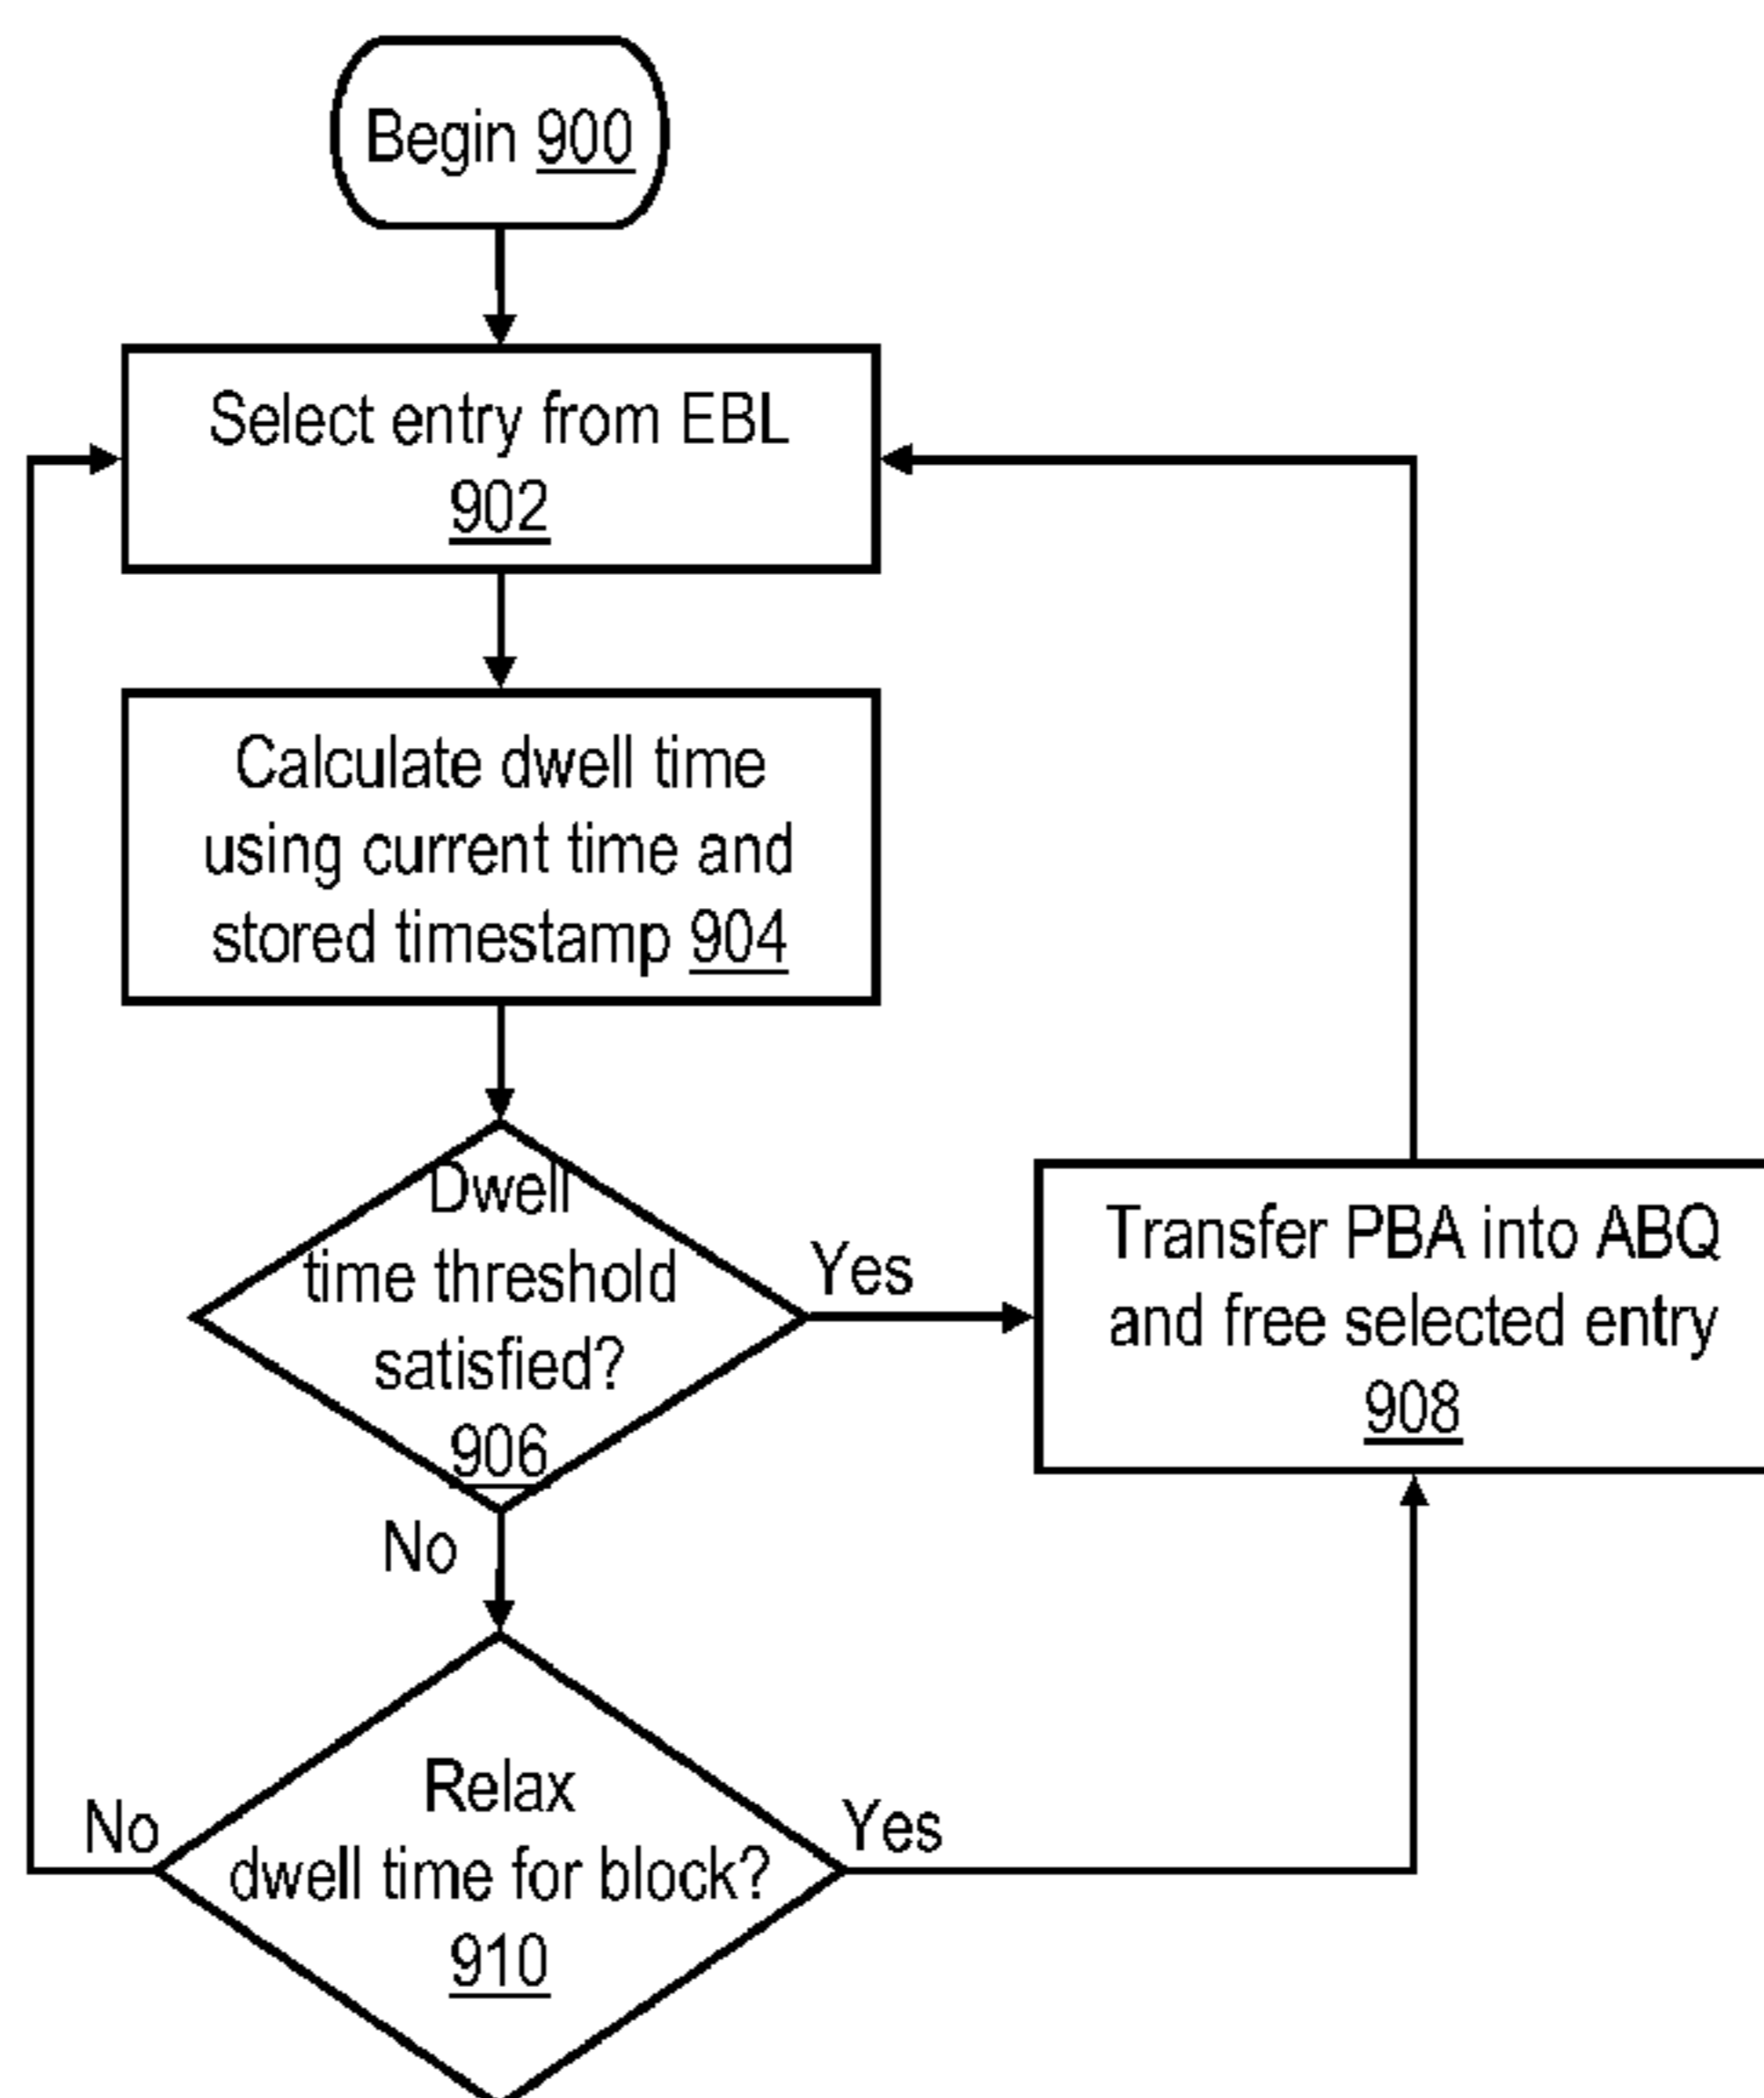 Begin 900
Select entry from EBL
902
Calculate dwell time
using current time and
stored timestamp 904
Dwell
time threshold
satisfied?
906
Yes
No
Transfer PBA into ABQ
and free selected entry
908
Relax
dwell time for block?
910
No
Yes